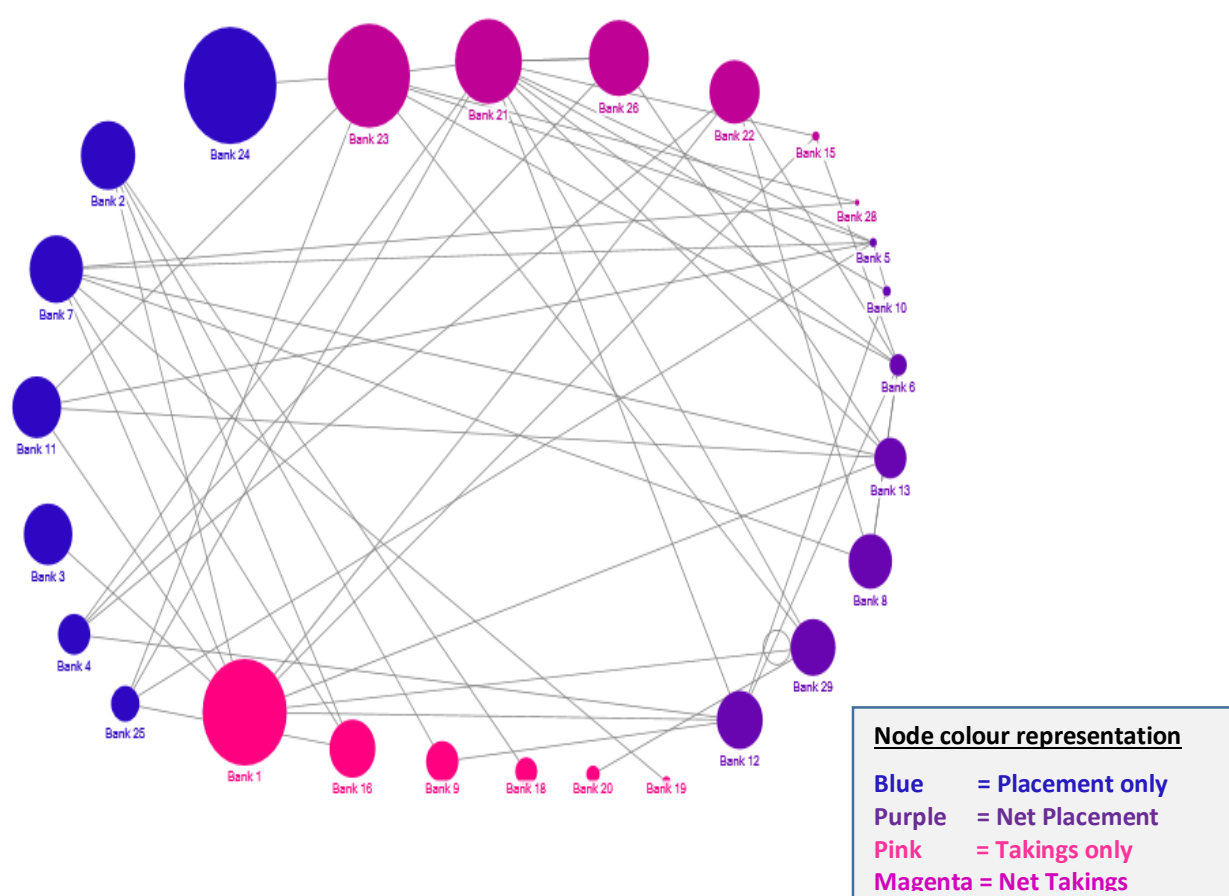 Bank 24
Bank 23
Bank 21
Bank 26
Bank 22
Bank 15
Bank 28
Bank 5
Bank 10
Bank 6
Bank 13
Bank 8
Bank 29
Bank 12
Bank 19
Bank 20
Bank 18
Bank 9
Bank 16
Bank 1
Bank 25
Bank 4
Bank 3
Bank 11
Bank 7
Bank 2
Node colour representation
Blue = Placement only
Purple = Net Placement
Pink = Takings only
Magenta = Net Takings